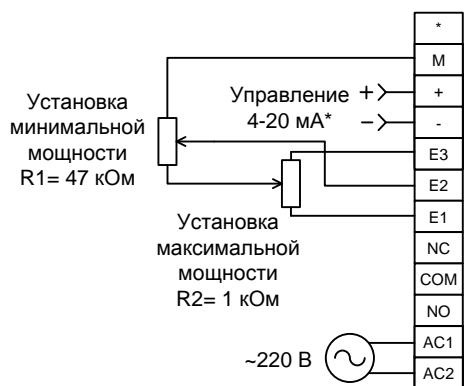 *
M
+
-
E3
E2
E1
NC
COM
NO
AC1
AC2
Установка
минимальной
мощности
R1= 47 кОм
Управление
4-20 мА*
+
−
Установка
максимальной
мощности
R2= 1 кОм
~220 В